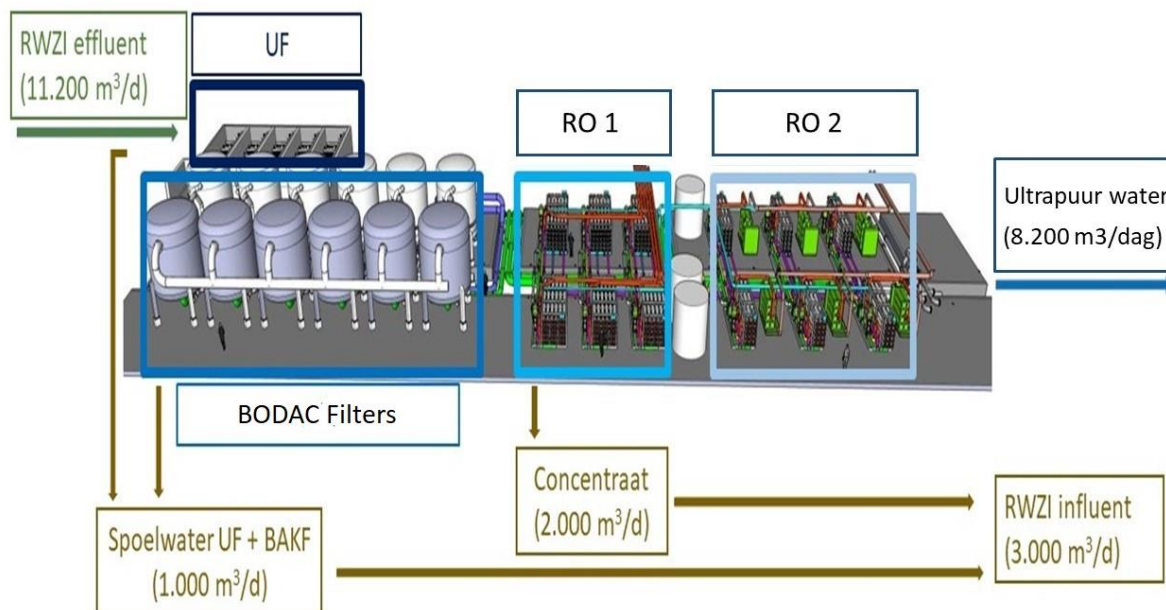 RWZI effluent
(11.200 m³/d)
UF
RO 1
RO 2
Ultrapuur water
(8.200 m3/dag)
BODAC Filters
Spoelwater UF + BAKF
(1.000 m³/d)
Concentraat
(2.000 m³/d)
RWZI influent
(3.000 m³/d)